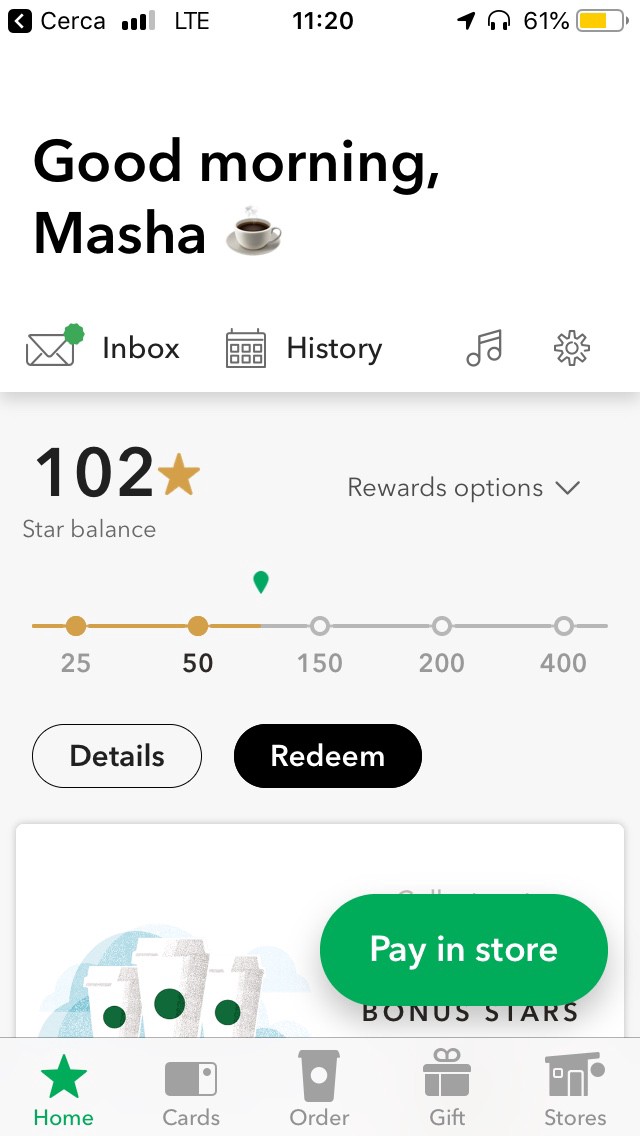 Cerca LTE 11:20 61%
Good morning,
Masha
Inbox History
102
Rewards options
Star balance
25 50 150 200 400
Details Redeem
Pay in store
BONUS STARS
Home Cards Order Gift Stores